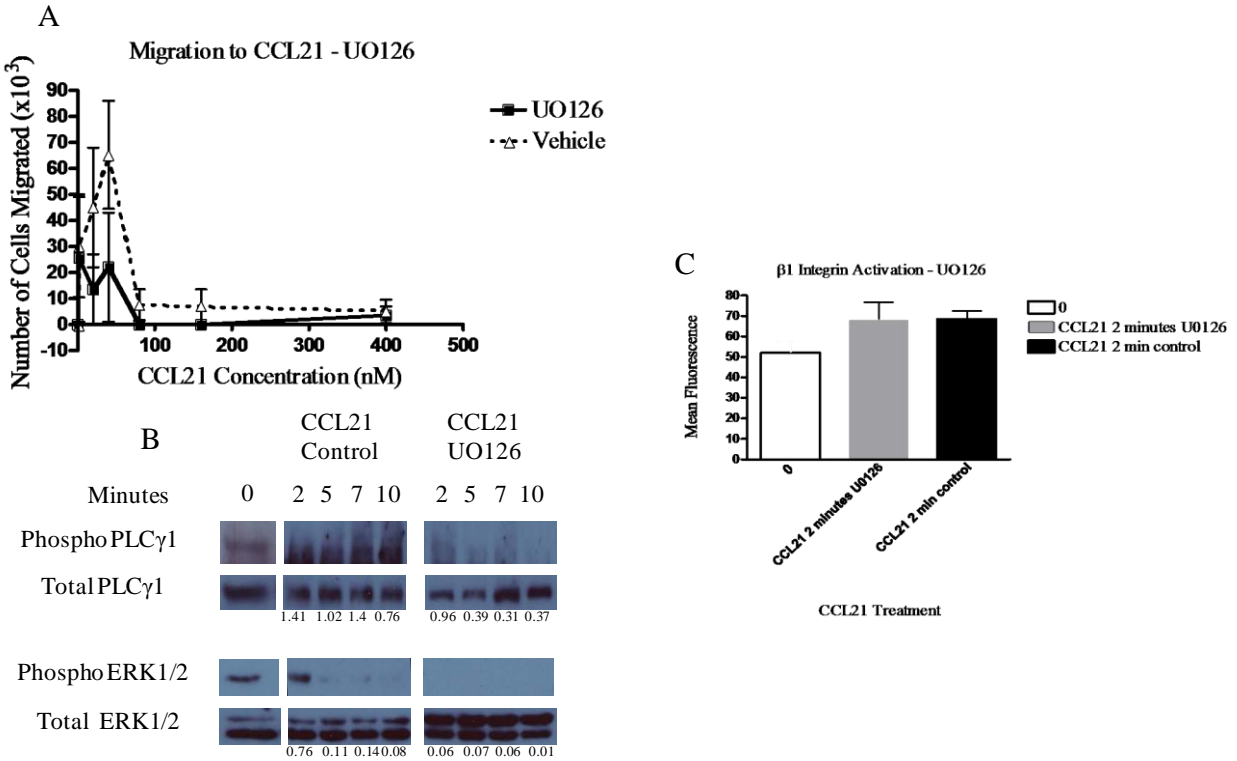 A
Migration to CCL21 - UO126
Number of Cells Migrated (x10³)
90
80
70
60
50
40
30
20
10
0
-10
100 200 300 400 500
CCL21 Concentration (nM)
UO126
Vehicle
B
CCL21 Control
CCL21 UO126
Minutes 0 2 5 7 10 2 5 7 10
Phospho PLCγ1
Total PLCγ1
1.41 1.02 1.4 0.76 0.96 0.39 0.31 0.37
Phospho ERK1/2
Total ERK1/2
0.76 0.11 0.14 0.08 0.06 0.07 0.06 0.01
C
β1 Integrin Activation - UO126
Mean Fluorescence
80
70
60
50
40
30
20
10
0
0
CCL21 2 minutes U0126
CCL21 2 min control
CCL21 Treatment
0
CCL21 2 minutes U0126
CCL21 2 min control